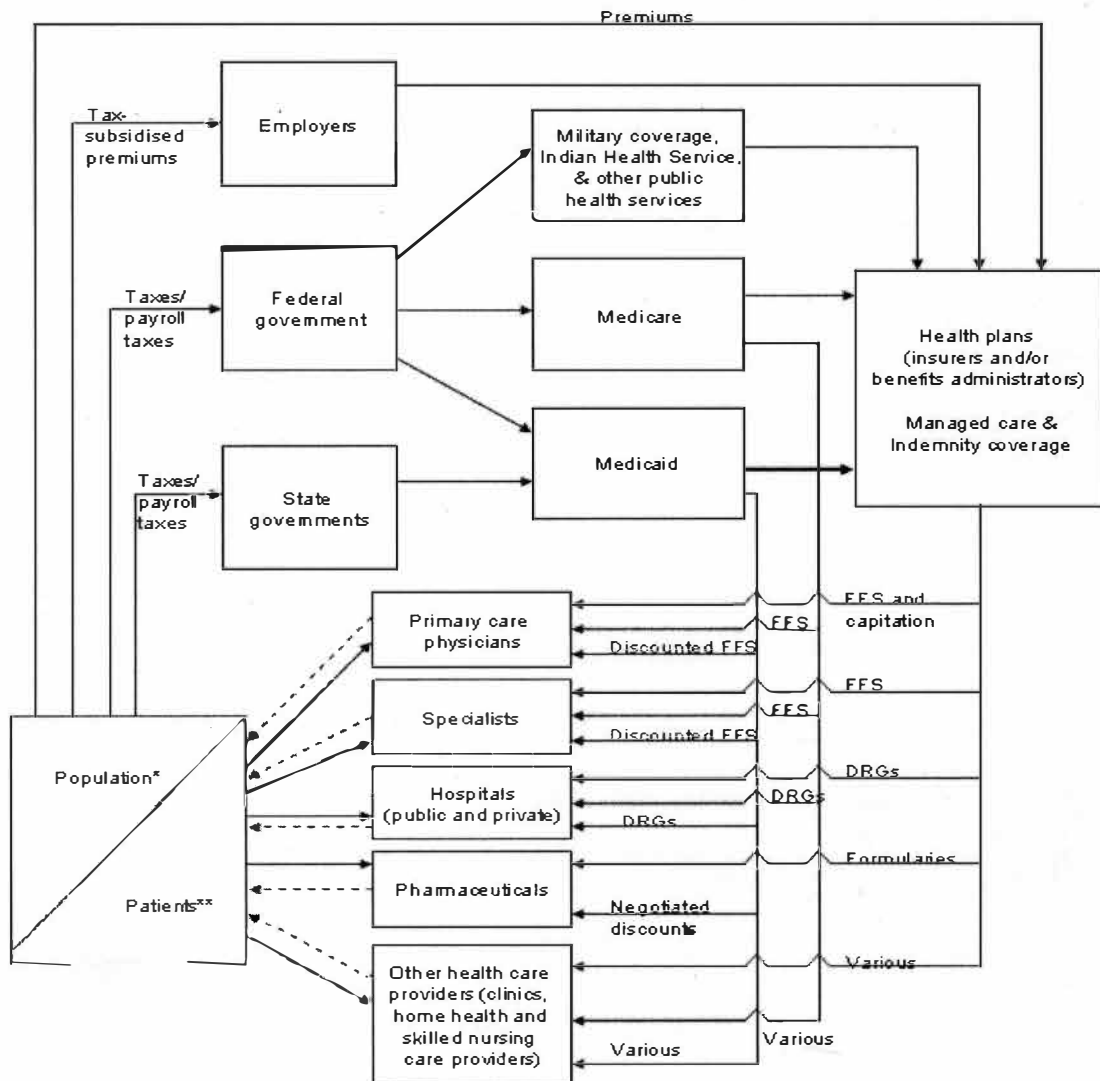 Premiums
Tax-
subsidised
premiums
Employers
Military coverage,
Indian Health Service,
& other public
health services
Taxes/
payroll
taxes
Federal
government
Medicare
Health plans
(insurers and/or
benefits administrators)
Managed care &
Indemnity coverage
Medicaid
Taxes/
payroll
taxes
State
governments
Primary care
physicians
FFS and
capitation
FFS
Discounted FFS
Specialists
FFS
FFS
Discounted FFS
Population*
Hospitals
(public and private)
DRGs
DRGs
DRGs
Patients**
Pharmaceuticals
Formularies
Negotiated
discounts
Other health care
providers (clinics,
home health and
skilled nursing
care providers)
Various
Various
Various